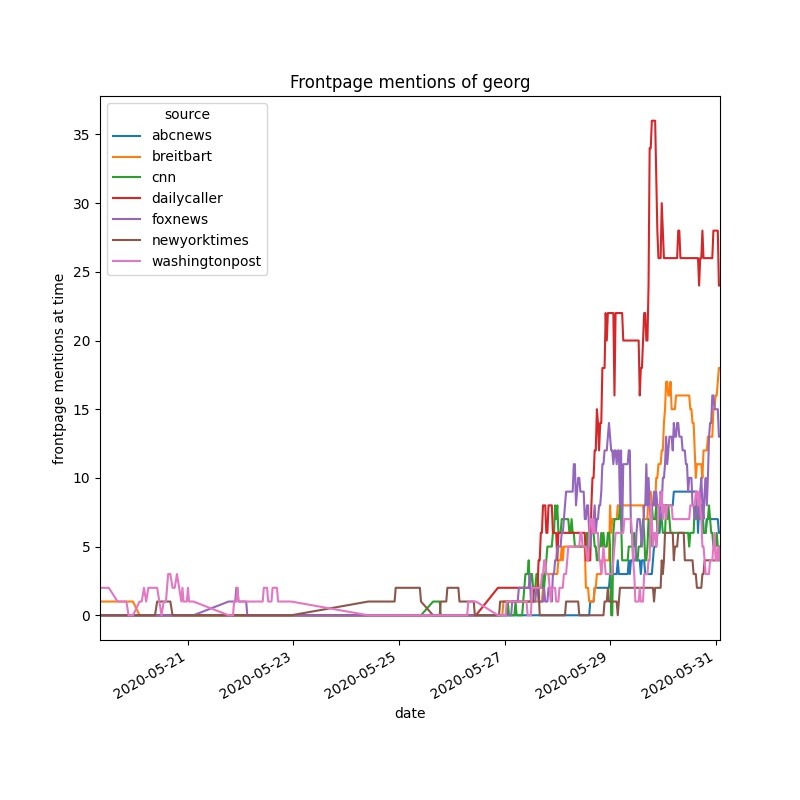 Frontpage mentions of georg
source
abcnews
breitbart
cnn
dailycaller
foxnews
newyorktimes
washingtonpost
frontpage mentions at time
35
30
25
20
15
10
5
0
2020-05-21
2020-05-23
2020-05-25
2020-05-27
2020-05-29
2020-05-31
date